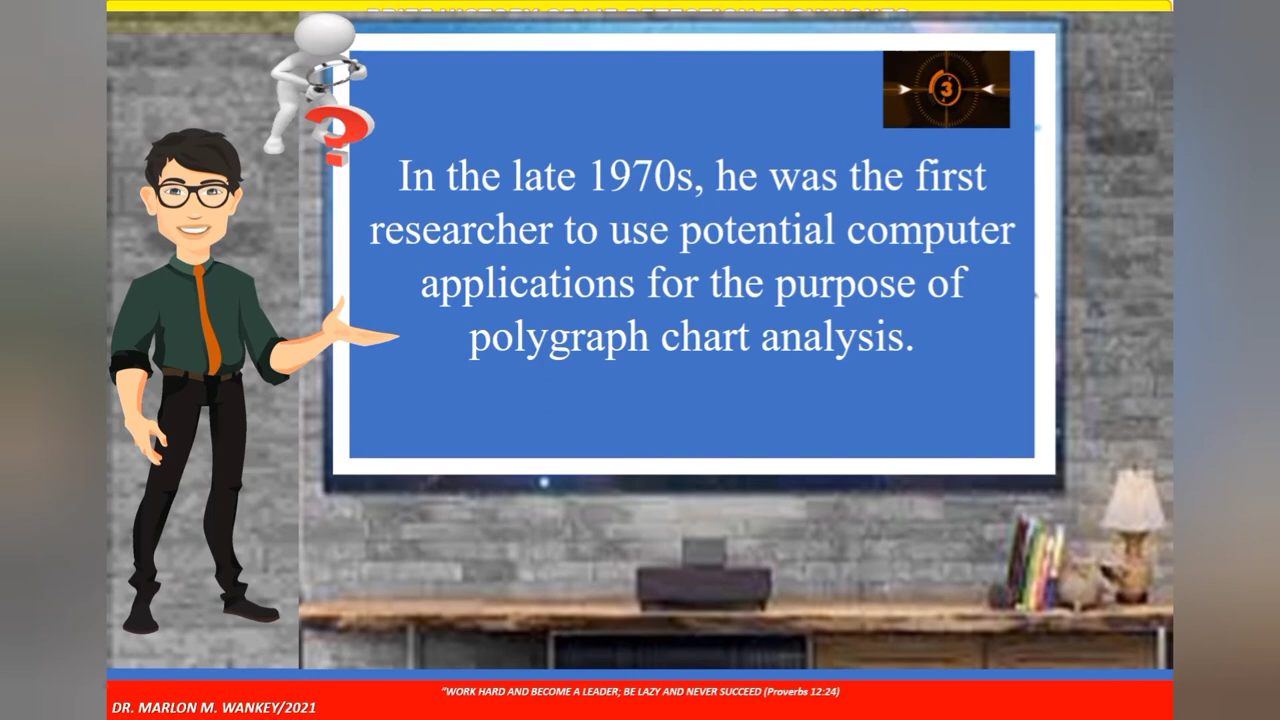 3
In the late 1970s, he was the first
researcher to use potential computer
applications for the purpose of
polygraph chart analysis.
"WORK HARD AND BECOME A LEADER; BE LAZY AND NEVER SUCCEED (Proverbs 12:24)
DR. MARLON M. WANKEY/2021